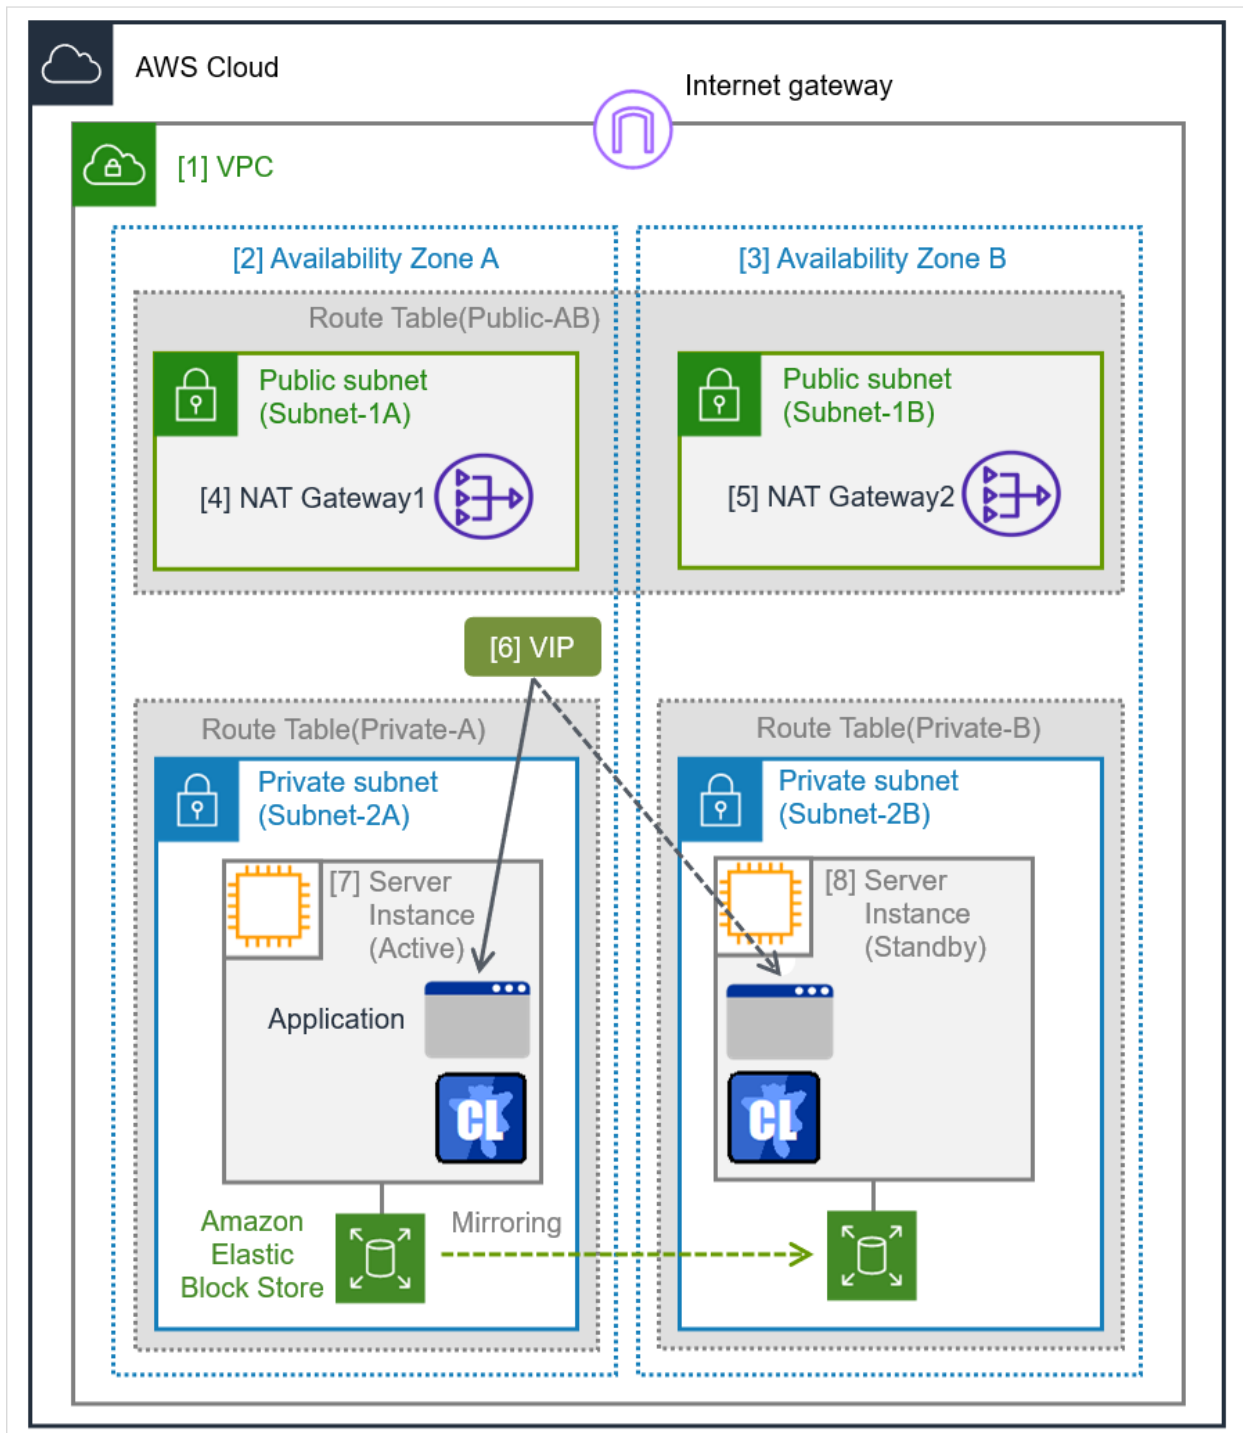 AWS Cloud
Internet gateway
[1] VPC
[2] Availability Zone A
[3] Availability Zone B
Route Table(Public-AB)
Public subnet
(Subnet-1A)
Public subnet
(Subnet-1B)
[4] NAT Gateway1
[5] NAT Gateway2
[6] VIP
Route Table(Private-A)
Route Table(Private-B)
Private subnet
(Subnet-2A)
Private subnet
(Subnet-2B)
[7] Server
Instance
(Active)
[8] Server
Instance
(Standby)
Application
CL
CL
Amazon
Elastic
Block Store
Mirroring